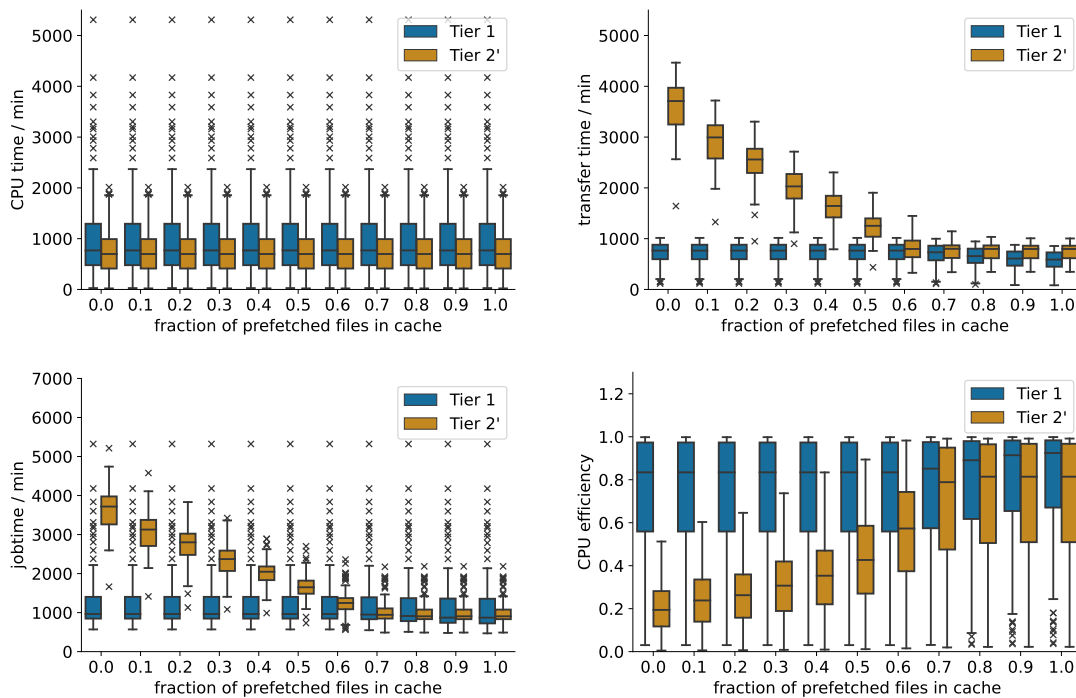 CPU time / min
5000
4000
3000
2000
1000
0
0.0 0.1 0.2 0.3 0.4 0.5 0.6 0.7 0.8 0.9 1.0
fraction of prefetched files in cache
Tier 1
Tier 2'
transfer time / min
5000
4000
3000
2000
1000
0
0.0 0.1 0.2 0.3 0.4 0.5 0.6 0.7 0.8 0.9 1.0
fraction of prefetched files in cache
Tier 1
Tier 2'
jobtime / min
7000
6000
5000
4000
3000
2000
1000
0
0.0 0.1 0.2 0.3 0.4 0.5 0.6 0.7 0.8 0.9 1.0
fraction of prefetched files in cache
Tier 1
Tier 2'
CPU efficiency
1.2
1.0
0.8
0.6
0.4
0.2
0.0
0.0 0.1 0.2 0.3 0.4 0.5 0.6 0.7 0.8 0.9 1.0
fraction of prefetched files in cache
Tier 1
Tier 2'